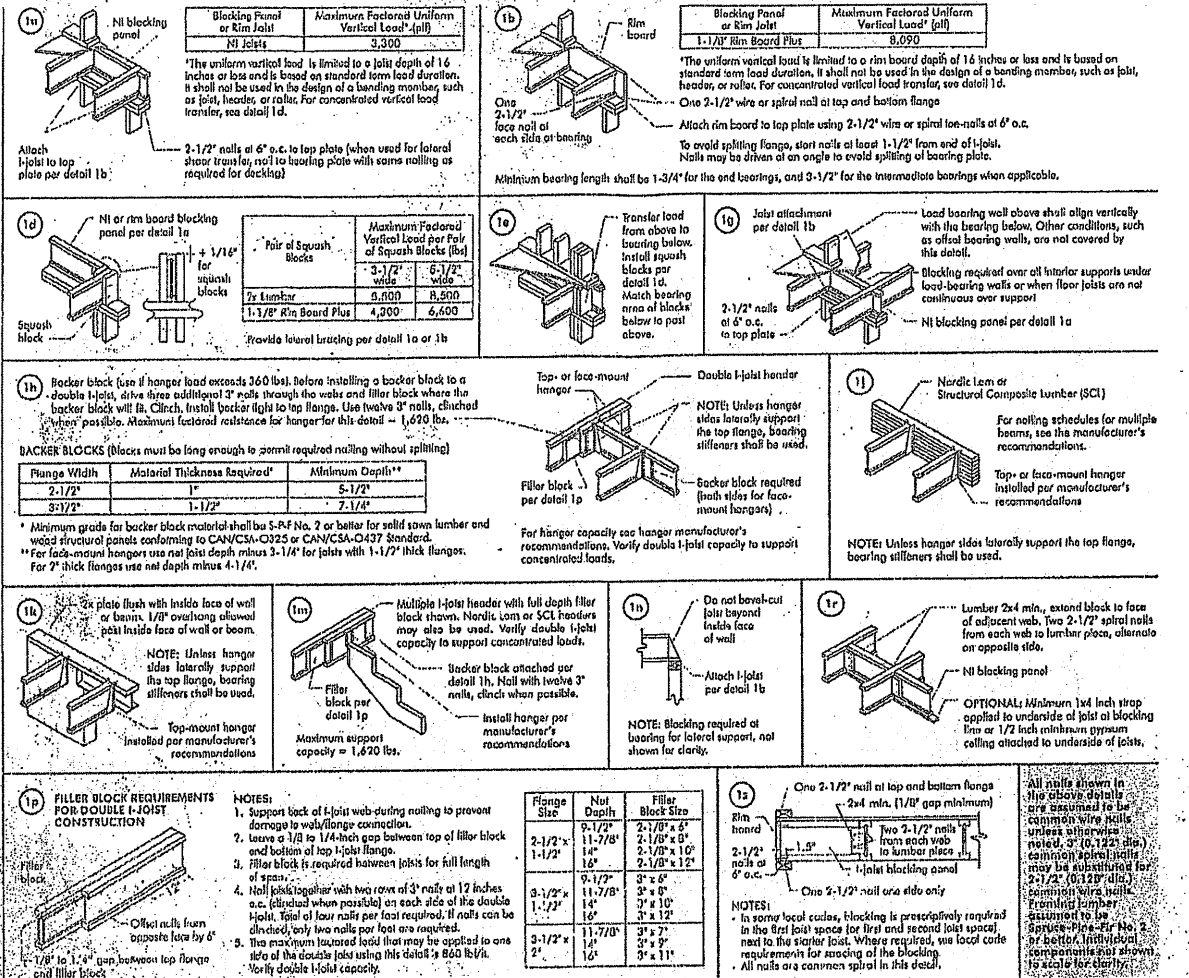 1a
NI blocking
panel
Blocking Panel
or Rim Joist
Maximum Factored Uniform
Vertical Load* (plf)
NI Joists
3,300
*The uniform vertical load is limited to a joist depth of 16
inches or less and is based on standard term load duration.
It shall not be used in the design of a bending member, such
as joist, header, or rafter. For concentrated vertical load
transfer, see detail 1d.
Attach
I-joist to top
plate per detail 1b
2-1/2" nails at 6" o.c. to top plate (when used for lateral
shear transfer, nail to bearing plate with same nailing as
required for decking)
1b
Rim
board
Blocking Panel
or Rim Joist
Maximum Factored Uniform
Vertical Load* (plf)
1-1/8" Rim Board Plus
8,090
*The uniform vertical load is limited to a rim board depth of 16 inches or less and is based on
standard term load duration. It shall not be used in the design of a bending member, such as joist,
header, or rafter. For concentrated vertical load transfer, see detail 1d.
One
2-1/2"
face nail at
each side at bearing
One 2-1/2" wire or spiral nail at top and bottom flange
Attach rim board to top plate using 2-1/2" wire or spiral toe-nails at 6" o.c.
To avoid splitting flange, start nails at least 1-1/2" from end of I-joist.
Nails may be driven at an angle to avoid splitting of bearing plate.
Minimum bearing length shall be 1-3/4" for the end bearings, and 3-1/2" for the intermediate bearings when applicable.
1d
NI or rim board blocking
panel per detail 1a
+ 1/16"
for
squash
blocks
Squash
block
Pair of Squash
Blocks
Maximum Factored
Vertical Load per Pair
of Squash Blocks (lbs)
3-1/2"
wide
5-1/2"
wide
2x Lumber
5,500
8,500
1-1/8" Rim Board Plus
4,300
6,600
Provide lateral bracing per detail 1a or 1b
1e
Transfer load
from above to
bearing below.
Install squash
blocks per
detail 1d.
Match bearing
area of blocks
below to post
above.
1g
Joist attachment
per detail 1b
Load bearing wall above shall align vertically
with the bearing below. Other conditions, such
as offset bearing walls, are not covered by
this detail.
Blocking required over all interior supports under
load-bearing walls or when floor joists are not
continuous over support
2-1/2" nails
at 6" o.c.
to top plate
NI blocking panel per detail 1a
1h
Backer block (use if hanger load exceeds 360 lbs). Before installing a backer block to a
double I-joist, drive three additional 3" nails through the webs and filler block where the
backer block will fit. Clinch. Install backer tight to top flange. Use twelve 3" nails, clinched
when possible. Maximum factored resistance for hanger for this detail = 1,620 lbs.
BACKER BLOCKS (Blocks must be long enough to permit required nailing without splitting)
Flange Width
Material Thickness Required*
Minimum Depth**
2-1/2"
1"
5-1/2"
3-1/2"
1-1/2"
7-1/4"
* Minimum grade for backer block material shall be S-P-F No. 2 or better for solid sawn lumber and
wood structural panels conforming to CAN/CSA-O325 or CAN/CSA-O437 Standard.
** For face-mount hangers use net joist depth minus 3-1/4" for joists with 1-1/2" thick flanges.
For 2" thick flanges use net depth minus 4-1/4".
Top- or face-mount
hanger
Double I-joist header
NOTE: Unless hanger
sides laterally support
the top flange, bearing
stiffeners shall be used.
Filler block
per detail 1p
Backer block required
(both sides for face-
mount hangers)
For hanger capacity see hanger manufacturer's
recommendations. Verify double I-joist capacity to support
concentrated loads.
1j
Nordic Lam or
Structural Composite Lumber (SCL)
For nailing schedules for multiple
beams, see the manufacturer's
recommendations.
Top- or face-mount hanger
installed per manufacturer's
recommendations
NOTE: Unless hanger sides laterally support the top flange,
bearing stiffeners shall be used.
1k
2x plate flush with inside face of wall
or beam. 1/8" overhang allowed
past inside face of wall or beam.
NOTE: Unless hanger
sides laterally support
the top flange, bearing
stiffeners shall be used.
Top-mount hanger
installed per manufacturer's
recommendations
1m
Multiple I-joist header with full depth filler
block shown. Nordic Lam or SCL headers
may also be used. Verify double I-joist
capacity to support concentrated loads.
Backer block attached per
detail 1h. Nail with twelve 3"
nails, clinch when possible.
Filler
block per
detail 1p
Install hanger per
manufacturer's
recommendations
Maximum support
capacity = 1,620 lbs.
1n
Do not bevel-cut
joist beyond
inside face
of wall
Attach I-joist
per detail 1b
NOTE: Blocking required at
bearing for lateral support, not
shown for clarity.
1r
Lumber 2x4 min., extend block to face
of adjacent web. Two 2-1/2" spiral nails
from each web to lumber piece, alternate
on opposite side.
NI blocking panel
OPTIONAL: Minimum 1x4 inch strap
applied to underside of joist at blocking
line or 1/2 inch minimum gypsum
ceiling attached to underside of joists.
1p
FILLER BLOCK REQUIREMENTS
FOR DOUBLE I-JOIST
CONSTRUCTION
Filler
block
12"
Offset nails from
opposite face by 6"
1/8" to 1/4" gap between top flange
and filler block
NOTES:
1. Support back of I-joist web during nailing to prevent
damage to web/flange connection.
2. Leave a 1/8 to 1/4-inch gap between top of filler block
and bottom of top I-joist flange.
3. Filler block is required between joists for full length
of span.
4. Nail joists together with two rows of 3" nails at 12 inches
o.c. (clinched when possible) on each side of the double
I-joist. Total of four nails per foot required. If nails can be
clinched, only two nails per foot are required.
5. The maximum factored load that may be applied to one
side of the double joist using this detail is 860 lbf/ft.
Verify double I-joist capacity.
Flange
Size
Net
Depth
Filler
Block Size
2-1/2" x
1-1/2"
9-1/2"
2-1/8" x 6"
11-7/8"
2-1/8" x 8"
14"
2-1/8" x 10"
16"
2-1/8" x 12"
3-1/2" x
1-1/2"
9-1/2"
3" x 6"
11-7/8"
3" x 8"
14"
3" x 10"
16"
3" x 12"
3-1/2" x
2"
11-7/8"
3" x 7"
14"
3" x 9"
16"
3" x 11"
1s
One 2-1/2" nail at top and bottom flange
2x4 min. (1/8" gap minimum)
Rim
board
Two 2-1/2" nails
from each web
to lumber piece
1.5"
2-1/2"
nails at
6" o.c.
I-joist blocking panel
One 2-1/2" nail one side only
NOTES:
- In some local codes, blocking is prescriptively required
in the first joist space (or first and second joist space)
next to the starter joist. Where required, see local code
requirements for spacing of the blocking.
- All nails are common spiral in this detail.
All nails shown in
the above details
are assumed to be
common wire nails
unless otherwise
noted. 3" (0.122" dia.)
common spiral nails
may be substituted for
2-1/2" (0.128" dia.)
common wire nails.
Framing lumber
assumed to be
Spruce-Pine-Fir No. 2
or better. Individual
components not shown
to scale for clarity.